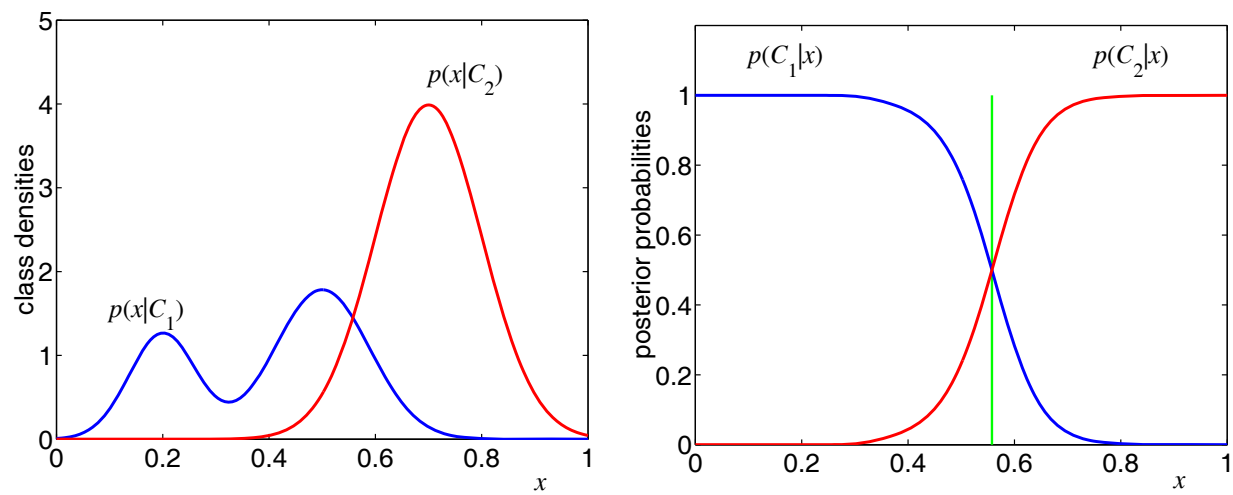 class densities
5
4
3
2
1
0
p(x|C₂)
p(x|C₁)
0 0.2 0.4 0.6 0.8 1
x
posterior probabilities
1
0.8
0.6
0.4
0.2
0
p(C₁|x)
p(C₂|x)
0 0.2 0.4 0.6 0.8 1
x